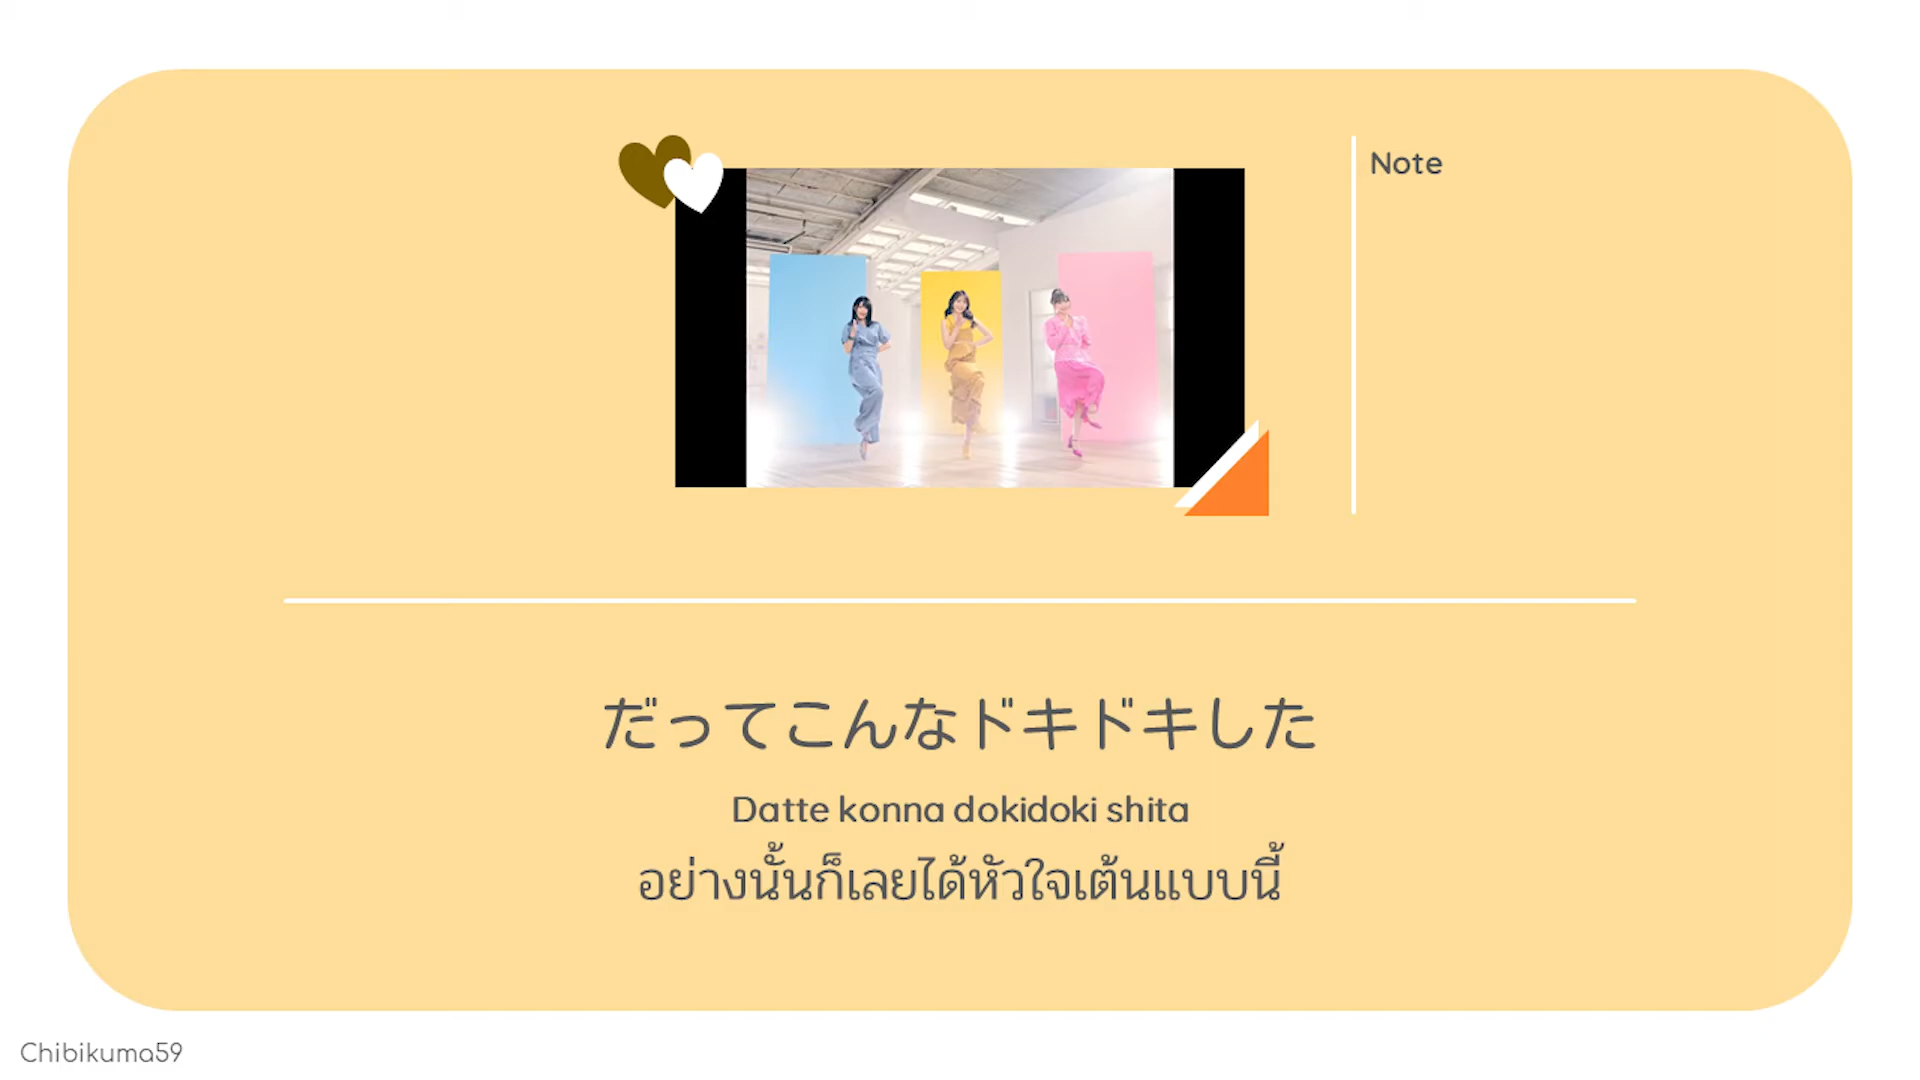 Note
だってこんなドキドキした
Datte konna dokidoki shita
อย่างนั้นก็เลยได้หัวใจเต้นแบบนี้
Chibikuma59